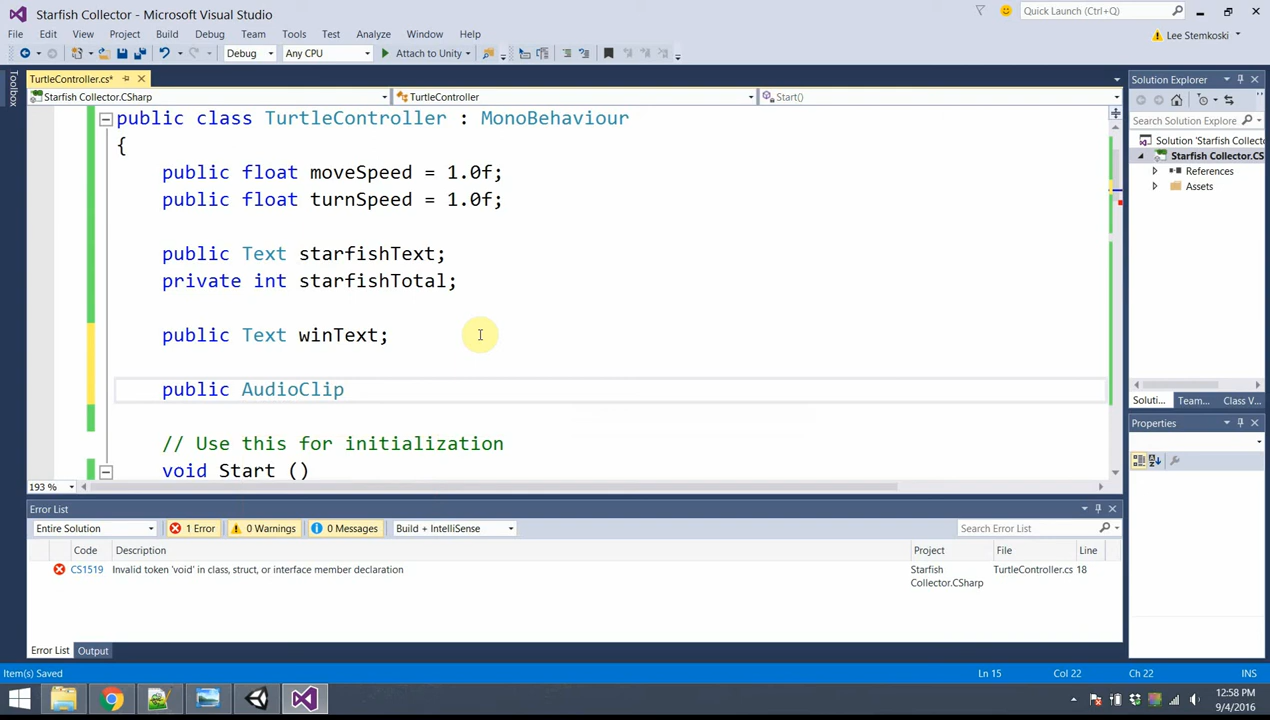 Starfish Collector - Microsoft Visual Studio
Quick Launch (Ctrl+Q)
File Edit View Project Build Debug Team Tools Test Analyze Window Help
Lee Stemkoski
Debug Any CPU Attach to Unity
Toolbox
TurtleController.cs*
Starfish Collector.CSharp TurtleController Start()
public class TurtleController : MonoBehaviour
{
public float moveSpeed = 1.0f;
public float turnSpeed = 1.0f;
public Text starfishText;
private int starfishTotal;
public Text winText;
public AudioClip
// Use this for initialization
void Start ()
193 %
Solution Explorer
Search Solution Explorer
Solution 'Starfish Collecto
Starfish Collector.CS
References
Assets
Soluti... Team... Class V...
Properties
Error List
Entire Solution 1 Error 0 Warnings 0 Messages Build + IntelliSense Search Error List
Code Description Project File Line
CS1519 Invalid token 'void' in class, struct, or interface member declaration Starfish Collector.CSharp TurtleController.cs 18
Error List Output
Item(s) Saved Ln 15 Col 22 Ch 22 INS
12:58 PM
9/4/2016